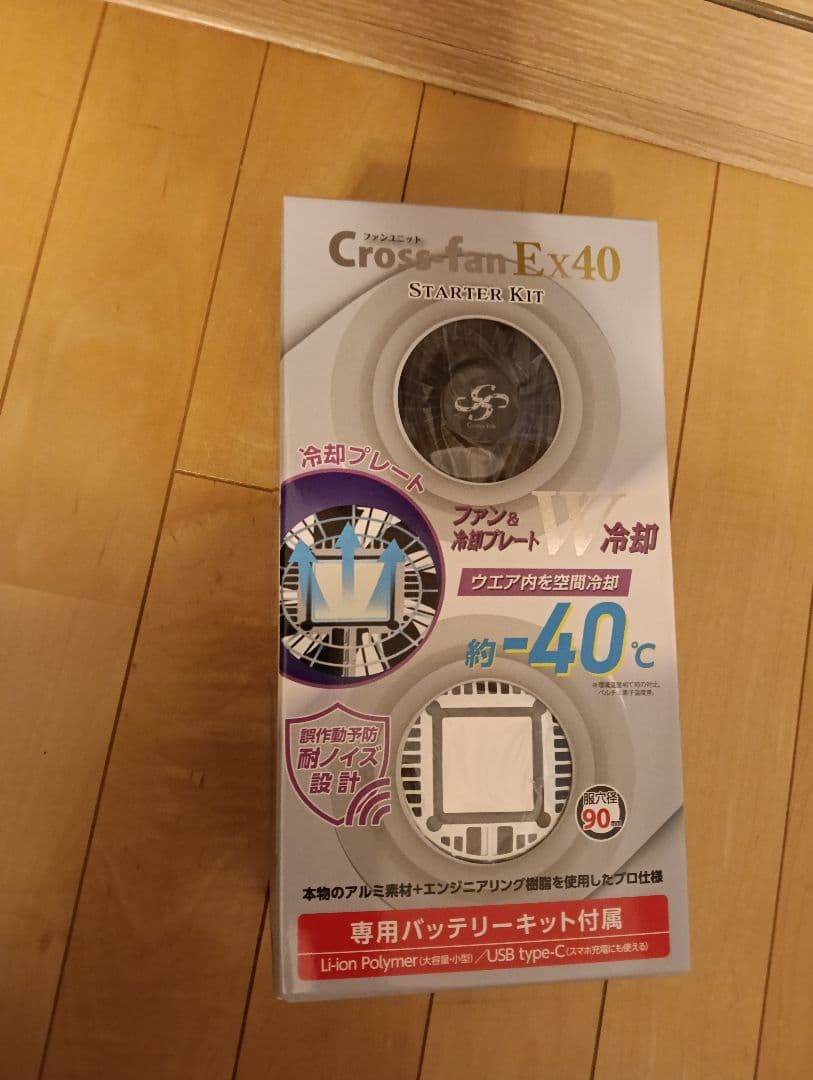 ファンユニット
Cross-fan Ex40
STARTER KIT
Cross-fan
冷却プレート
ファン&
冷却プレート
W冷却
ウエア内を空間冷却
約-40℃
誤作動予防
耐ノイズ
設計
服穴径
90mm
本物のアルミ素材+エンジニアリング樹脂を使用したプロ仕様
専用バッテリーキット付属
Li-ion Polymer(大容量・小型)/USB type-C(スマホ充電にも使える)